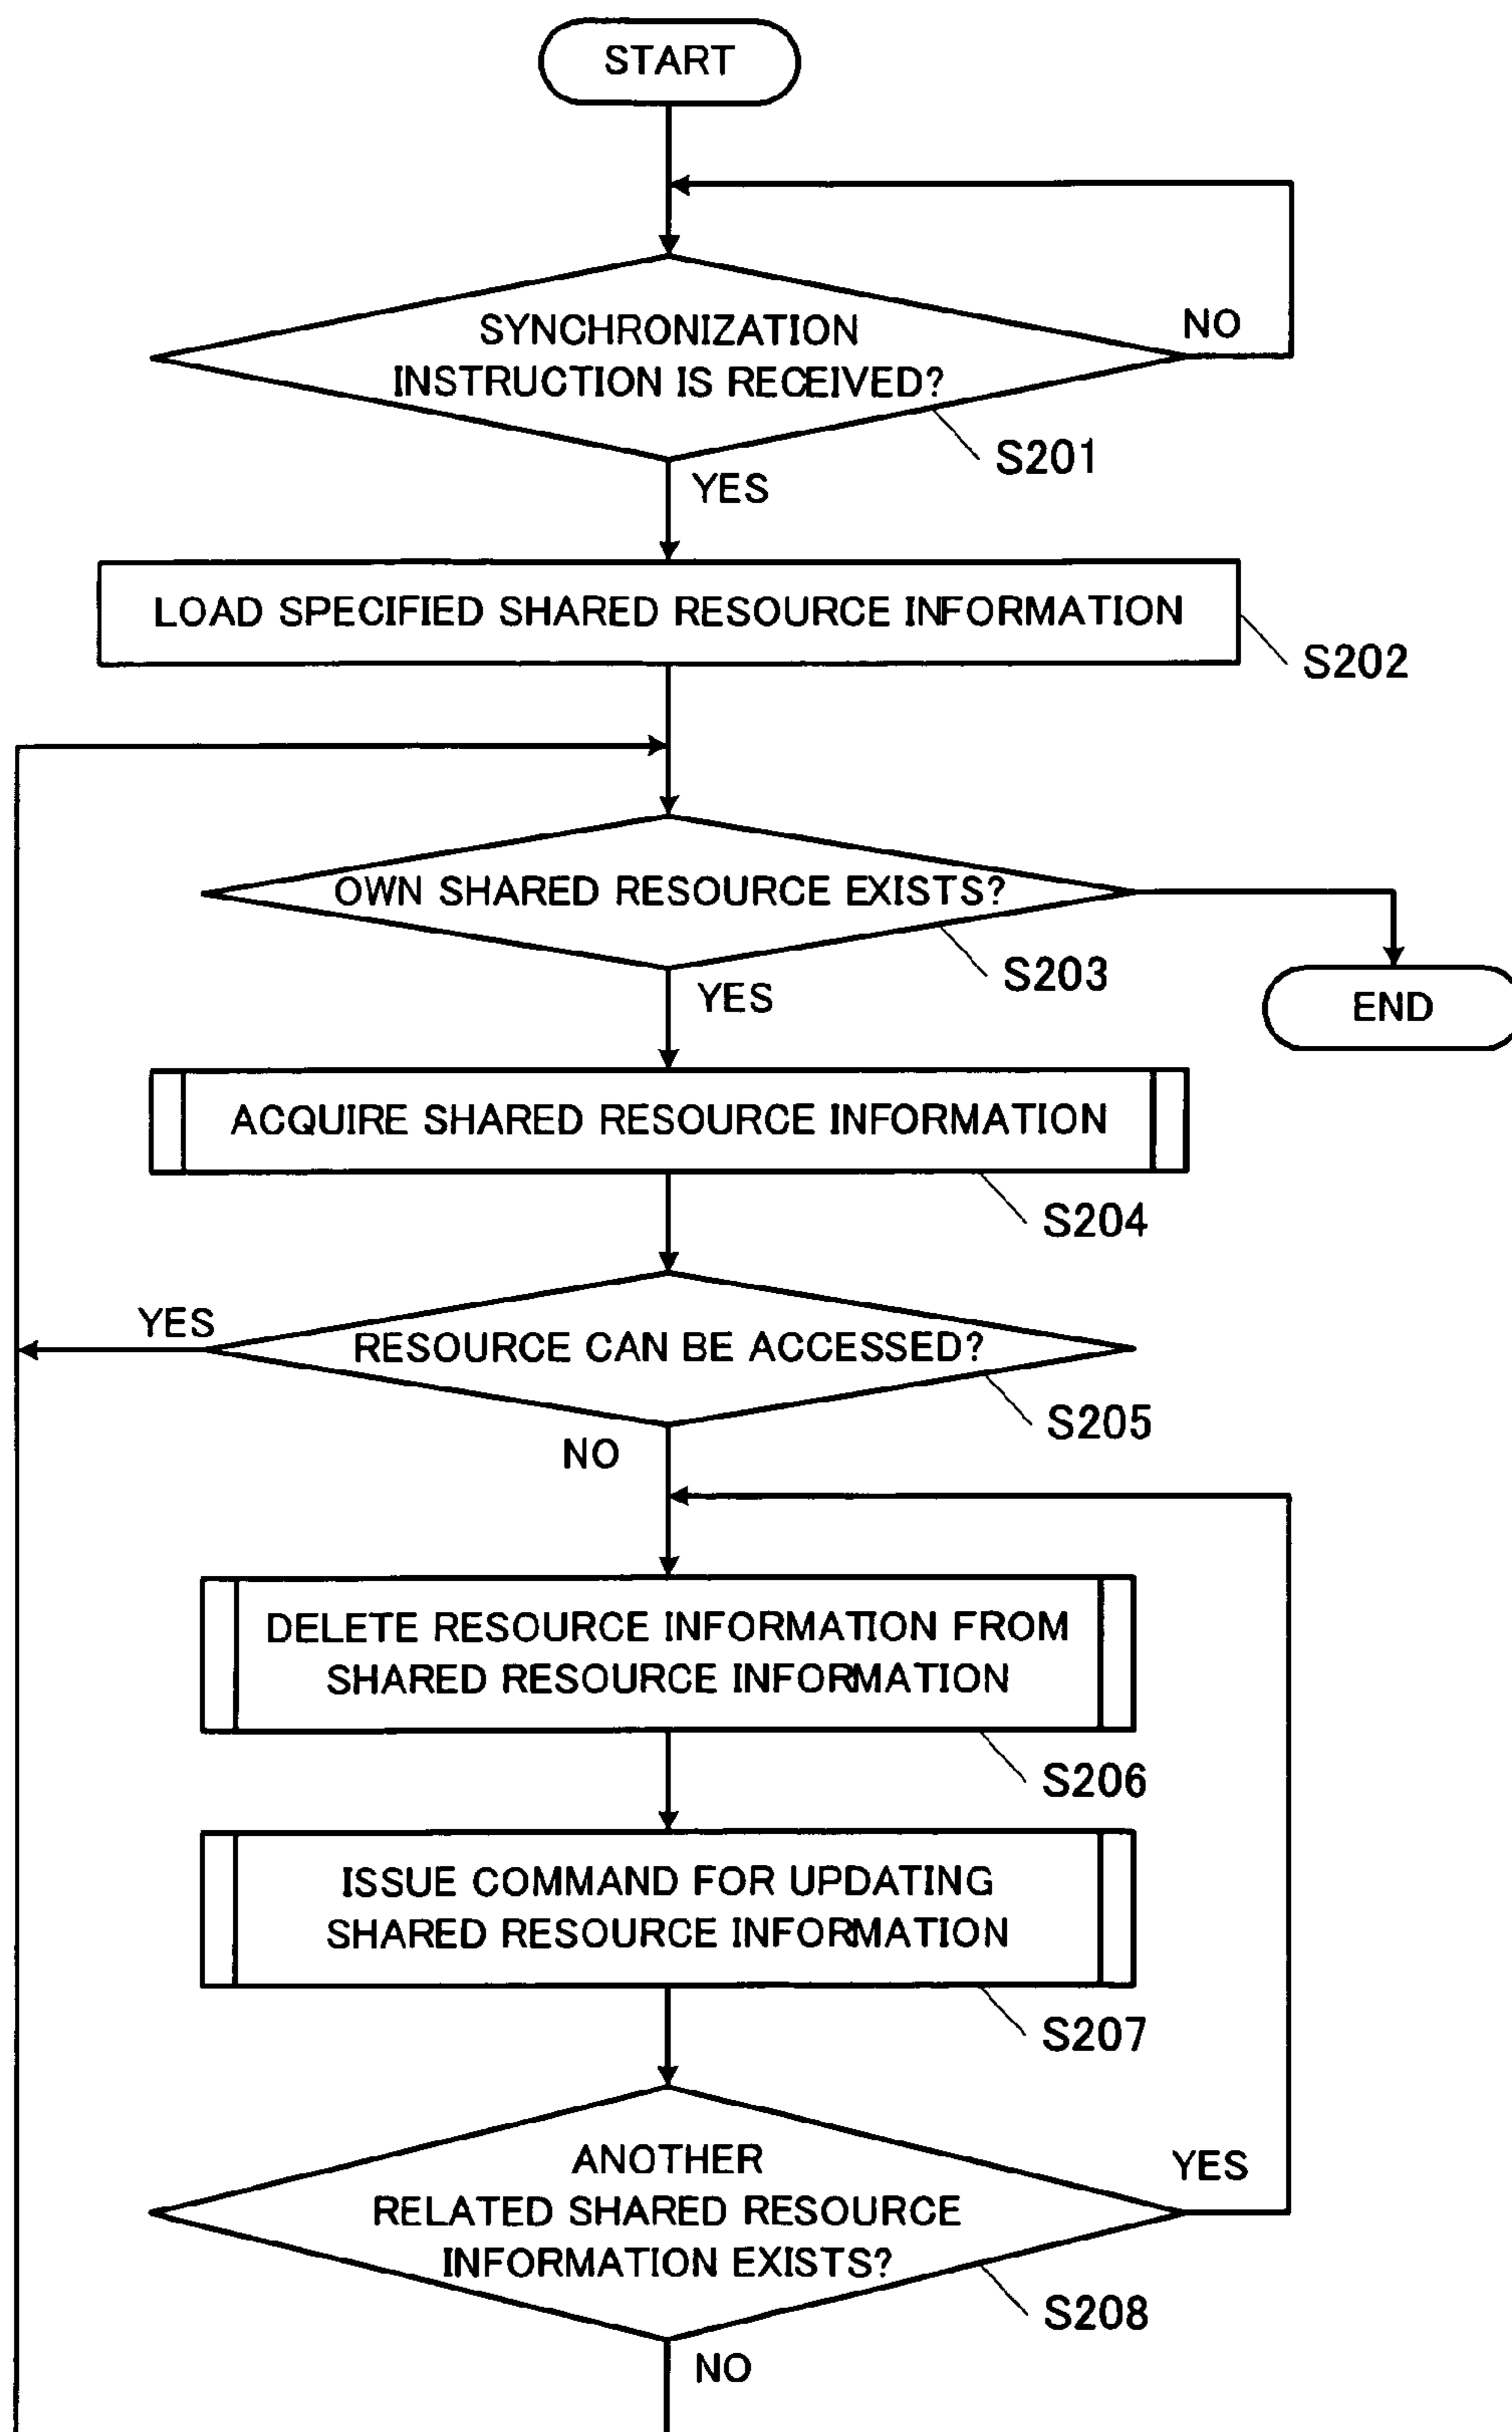 START
SYNCHRONIZATION
INSTRUCTION IS RECEIVED?
NO
S201
YES
LOAD SPECIFIED SHARED RESOURCE INFORMATION
S202
OWN SHARED RESOURCE EXISTS?
S203
YES
END
ACQUIRE SHARED RESOURCE INFORMATION
S204
YES
RESOURCE CAN BE ACCESSED?
S205
NO
DELETE RESOURCE INFORMATION FROM
SHARED RESOURCE INFORMATION
S206
ISSUE COMMAND FOR UPDATING
SHARED RESOURCE INFORMATION
S207
ANOTHER
RELATED SHARED RESOURCE
INFORMATION EXISTS?
YES
S208
NO